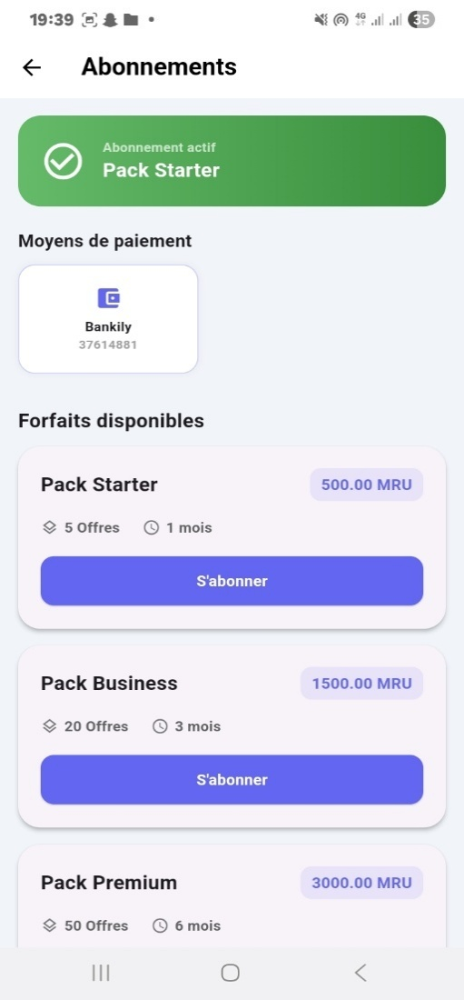 19:39
4G
35
Abonnements
Abonnement actif
Pack Starter
Moyens de paiement
Bankily
37614881
Forfaits disponibles
Pack Starter
500.00 MRU
5 Offres
1 mois
S'abonner
Pack Business
1500.00 MRU
20 Offres
3 mois
S'abonner
Pack Premium
3000.00 MRU
50 Offres
6 mois